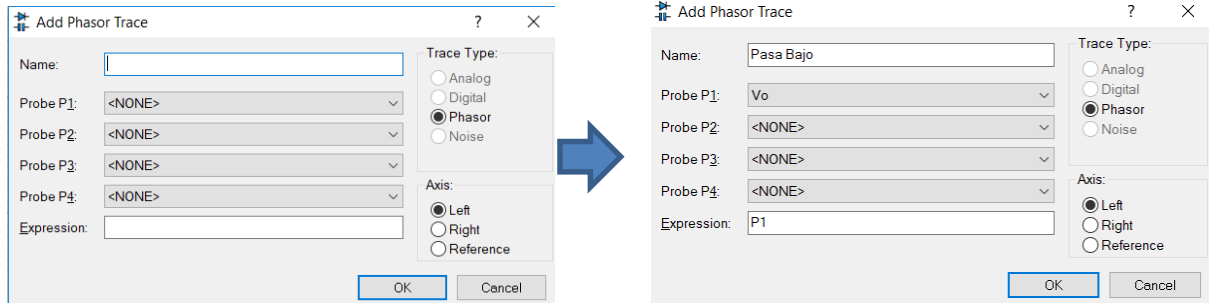 Add Phasor Trace ? ×
Name:
Probe P1: <NONE>
Probe P2: <NONE>
Probe P3: <NONE>
Probe P4: <NONE>
Expression:
Trace Type:
Analog
Digital
Phasor
Noise
Axis:
Left
Right
Reference
OK Cancel
Add Phasor Trace ? ×
Name: Pasa Bajo
Probe P1: Vo
Probe P2: <NONE>
Probe P3: <NONE>
Probe P4: <NONE>
Expression: P1
Trace Type:
Analog
Digital
Phasor
Noise
Axis:
Left
Right
Reference
OK Cancel